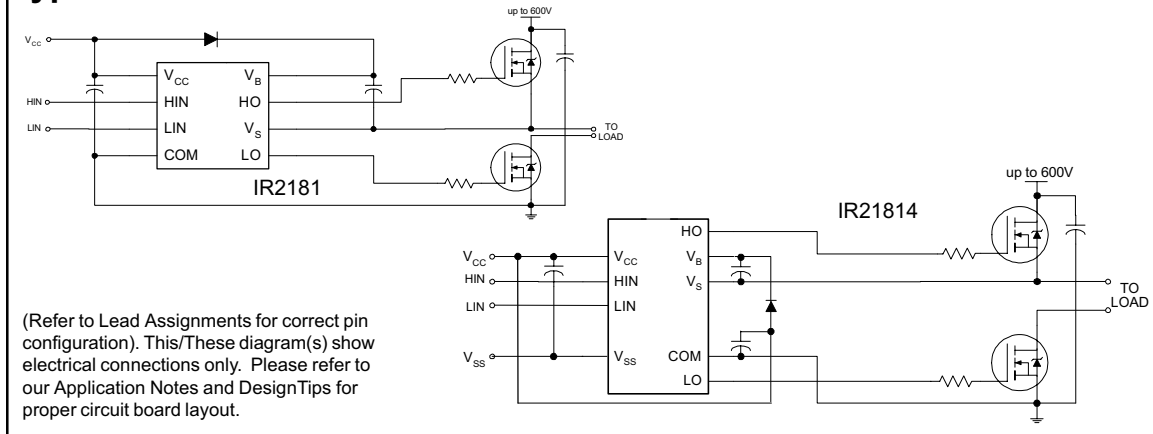 up to 600V
VCC
VCC
VB
HIN
HIN
HO
LIN
LIN
VS
TO
LOAD
COM
LO
IR2181
up to 600V
IR21814
HO
VCC
VCC
VB
HIN
HIN
VS
TO
LOAD
LIN
LIN
VSS
VSS
COM
LO
(Refer to Lead Assignments for correct pin
configuration). This/These diagram(s) show
electrical connections only. Please refer to
our Application Notes and DesignTips for
proper circuit board layout.